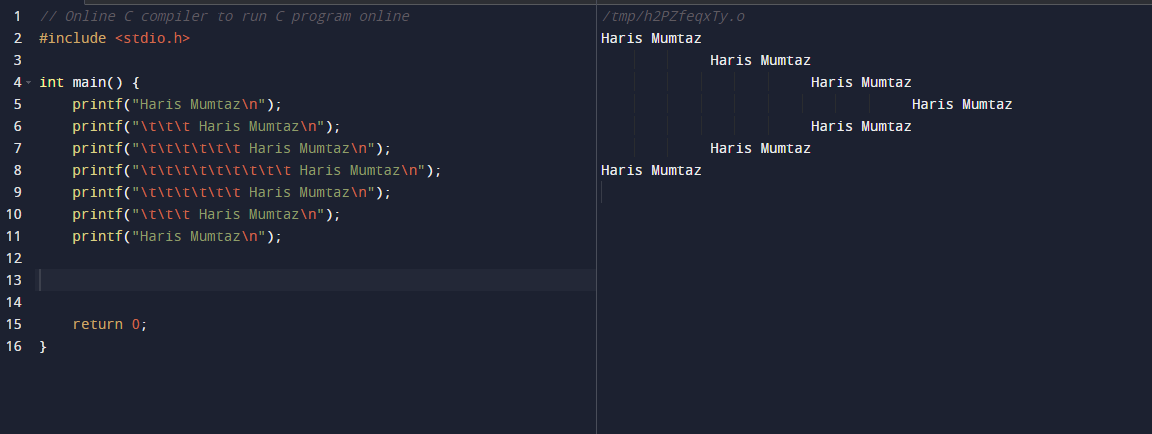 1 // Online C compiler to run C program online
2 #include <stdio.h>
3
4 int main() {
5     printf("Haris Mumtaz\n");
6     printf("\t\t\t Haris Mumtaz\n");
7     printf("\t\t\t\t\t\t Haris Mumtaz\n");
8     printf("\t\t\t\t\t\t\t\t\t Haris Mumtaz\n");
9     printf("\t\t\t\t\t\t Haris Mumtaz\n");
10     printf("\t\t\t Haris Mumtaz\n");
11     printf("Haris Mumtaz\n");
12
13
14
15     return 0;
16 }
/tmp/h2PZfeqxTy.o
Haris Mumtaz
			 Haris Mumtaz
						 Haris Mumtaz
									 Haris Mumtaz
						 Haris Mumtaz
			 Haris Mumtaz
Haris Mumtaz